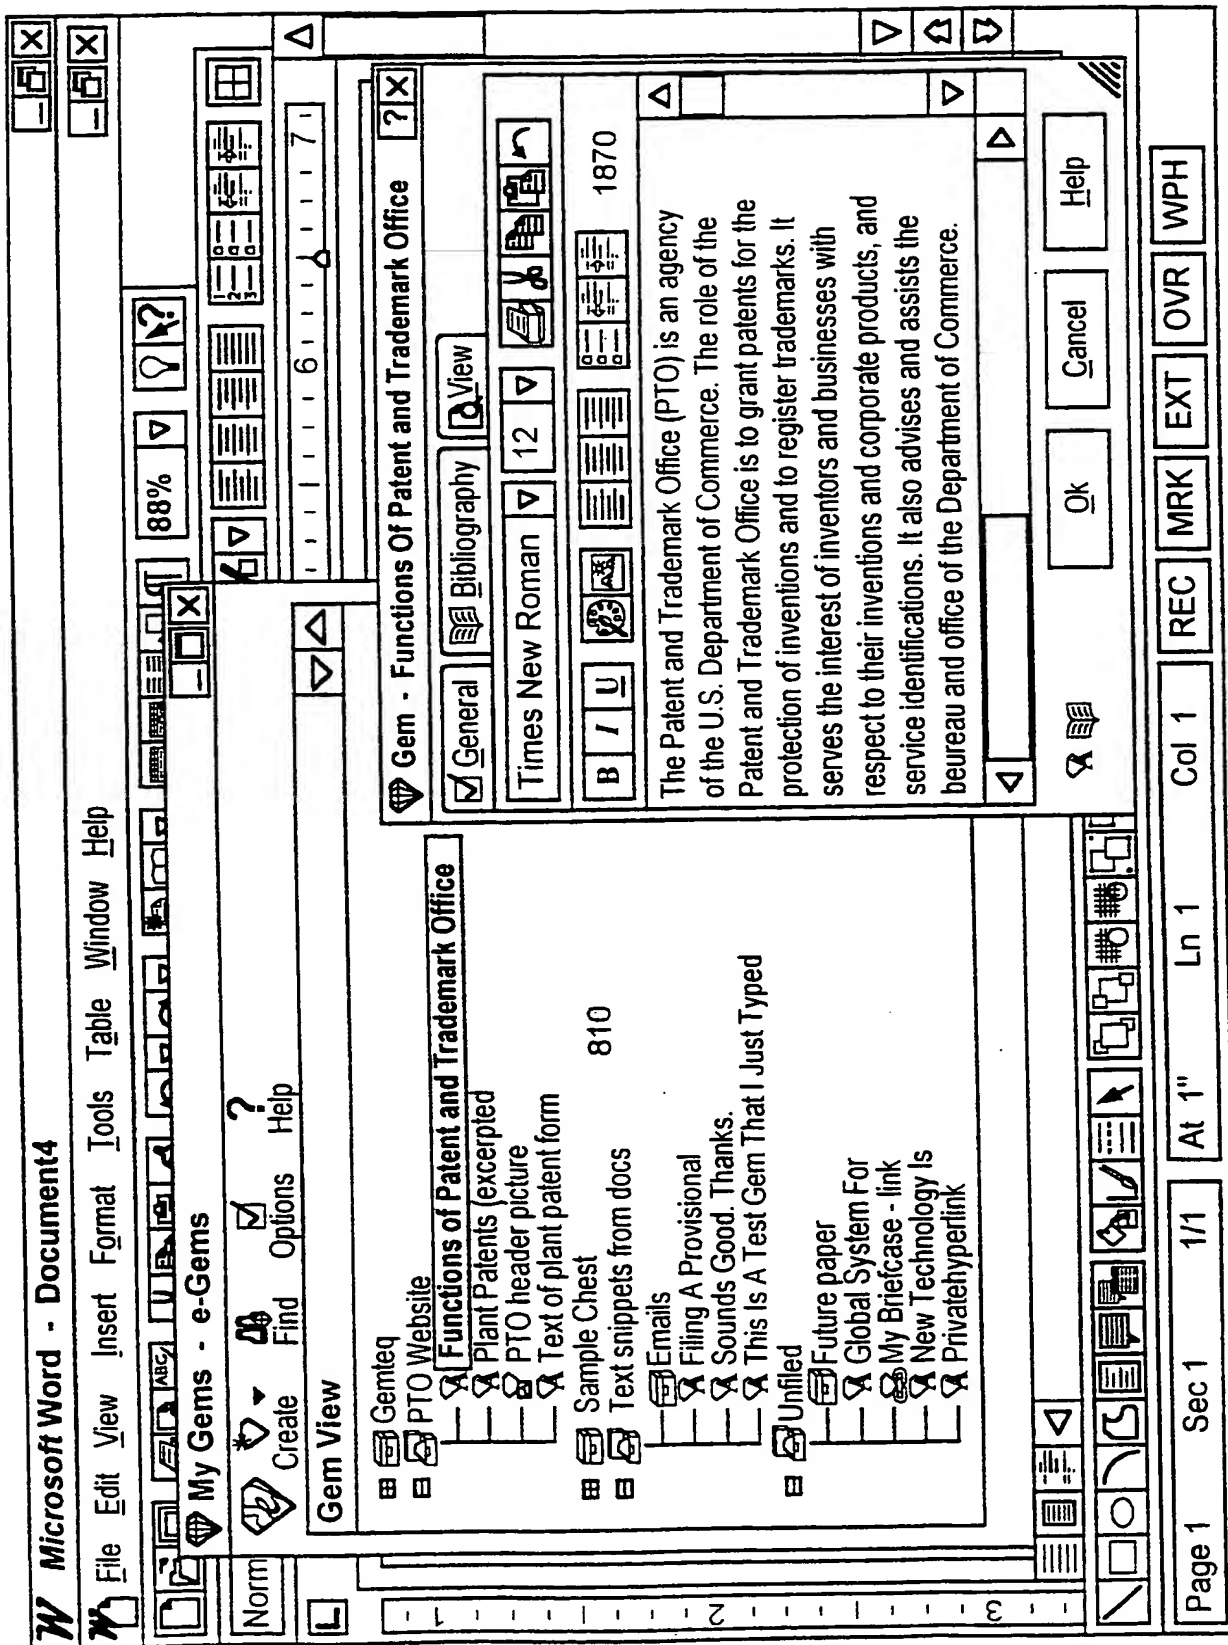 Microsoft Word - Document4
File Edit View Insert Format Tools Table Window Help
ABC
88%
?
Norm
1
2
3
L
6
7
1
2
3
My Gems - e-Gems
Create
Find
Options
?
Help
Gem View
Gemteq
PTO Website
Functions of Patent and Trademark Office
Plant Patents (excerpted
PTO header picture
Text of plant patent form
810
Sample Chest
Text snippets from docs
Emails
Filing A Provisional
Sounds Good. Thanks.
This Is A Test Gem That I Just Typed
Unfiled
Future paper
Global System For
My Briefcase - link
New Technology Is
Privatehyperlink
Gem - Functions Of Patent and Trademark Office
?
General
Bibliography
View
Times New Roman
12
B I U
1870
The Patent and Trademark Office (PTO) is an agency
of the U.S. Department of Commerce. The role of the
Patent and Trademark Office is to grant patents for the
protection of inventions and to register trademarks. It
serves the interest of inventors and businesses with
respect to their inventions and corporate products, and
service identifications. It also advises and assists the
beureau and office of the Department of Commerce.
Ok
Cancel
Help
Page 1 Sec 1 1/1 At 1" Ln 1 Col 1 REC MRK EXT OVR WPH